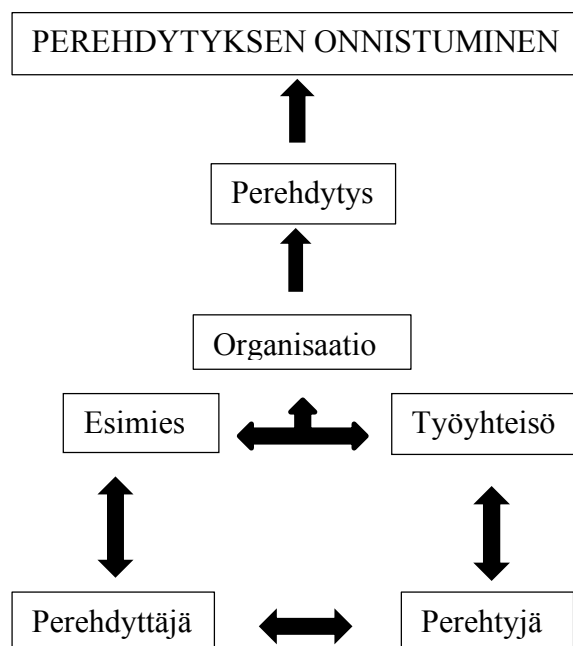 PEREHDYTYKSEN ONNISTUMINEN
Perehdytys
Organisaatio
Esimies
Työyhteisö
Perehdyttäjä
Perehtyjä